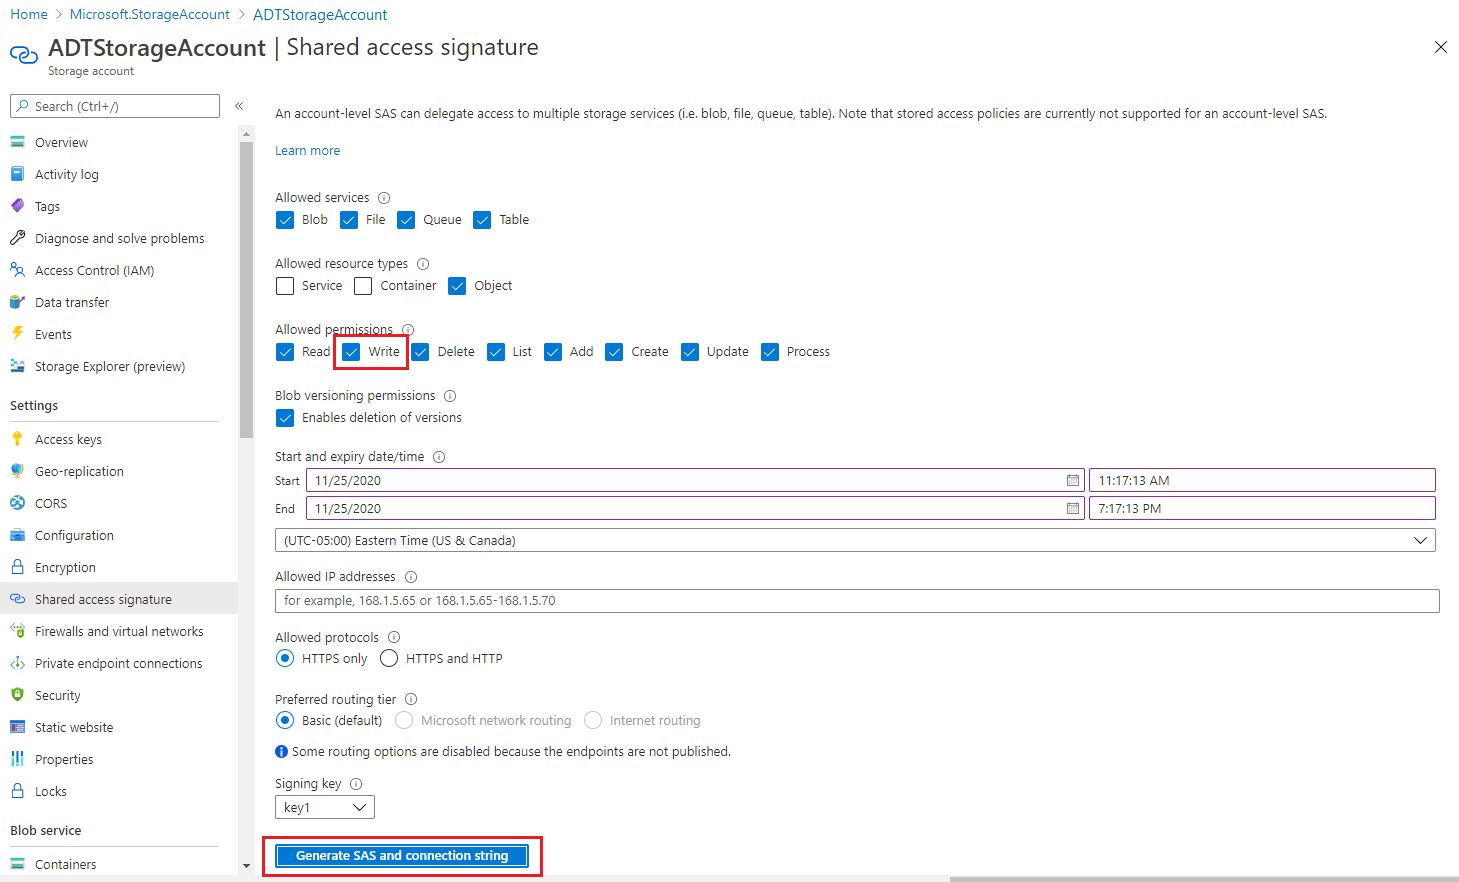 Home > Microsoft.StorageAccount > ADTStorageAccount
ADTStorageAccount | Shared access signature
Storage account
Search (Ctrl+/)
«
Overview
Activity log
Tags
Diagnose and solve problems
Access Control (IAM)
Data transfer
Events
Storage Explorer (preview)
Settings
Access keys
Geo-replication
CORS
Configuration
Encryption
Shared access signature
Firewalls and virtual networks
Private endpoint connections
Security
Static website
Properties
Locks
Blob service
Containers
An account-level SAS can delegate access to multiple storage services (i.e. blob, file, queue, table). Note that stored access policies are currently not supported for an account-level SAS.
Learn more
Allowed services
Blob File Queue Table
Allowed resource types
Service Container Object
Allowed permissions
Read Write Delete List Add Create Update Process
Blob versioning permissions
Enables deletion of versions
Start and expiry date/time
Start 11/25/2020 11:17:13 AM
End 11/25/2020 7:17:13 PM
(UTC-05:00) Eastern Time (US & Canada)
Allowed IP addresses
for example, 168.1.5.65 or 168.1.5.65-168.1.5.70
Allowed protocols
HTTPS only HTTPS and HTTP
Preferred routing tier
Basic (default) Microsoft network routing Internet routing
Some routing options are disabled because the endpoints are not published.
Signing key
key1
Generate SAS and connection string